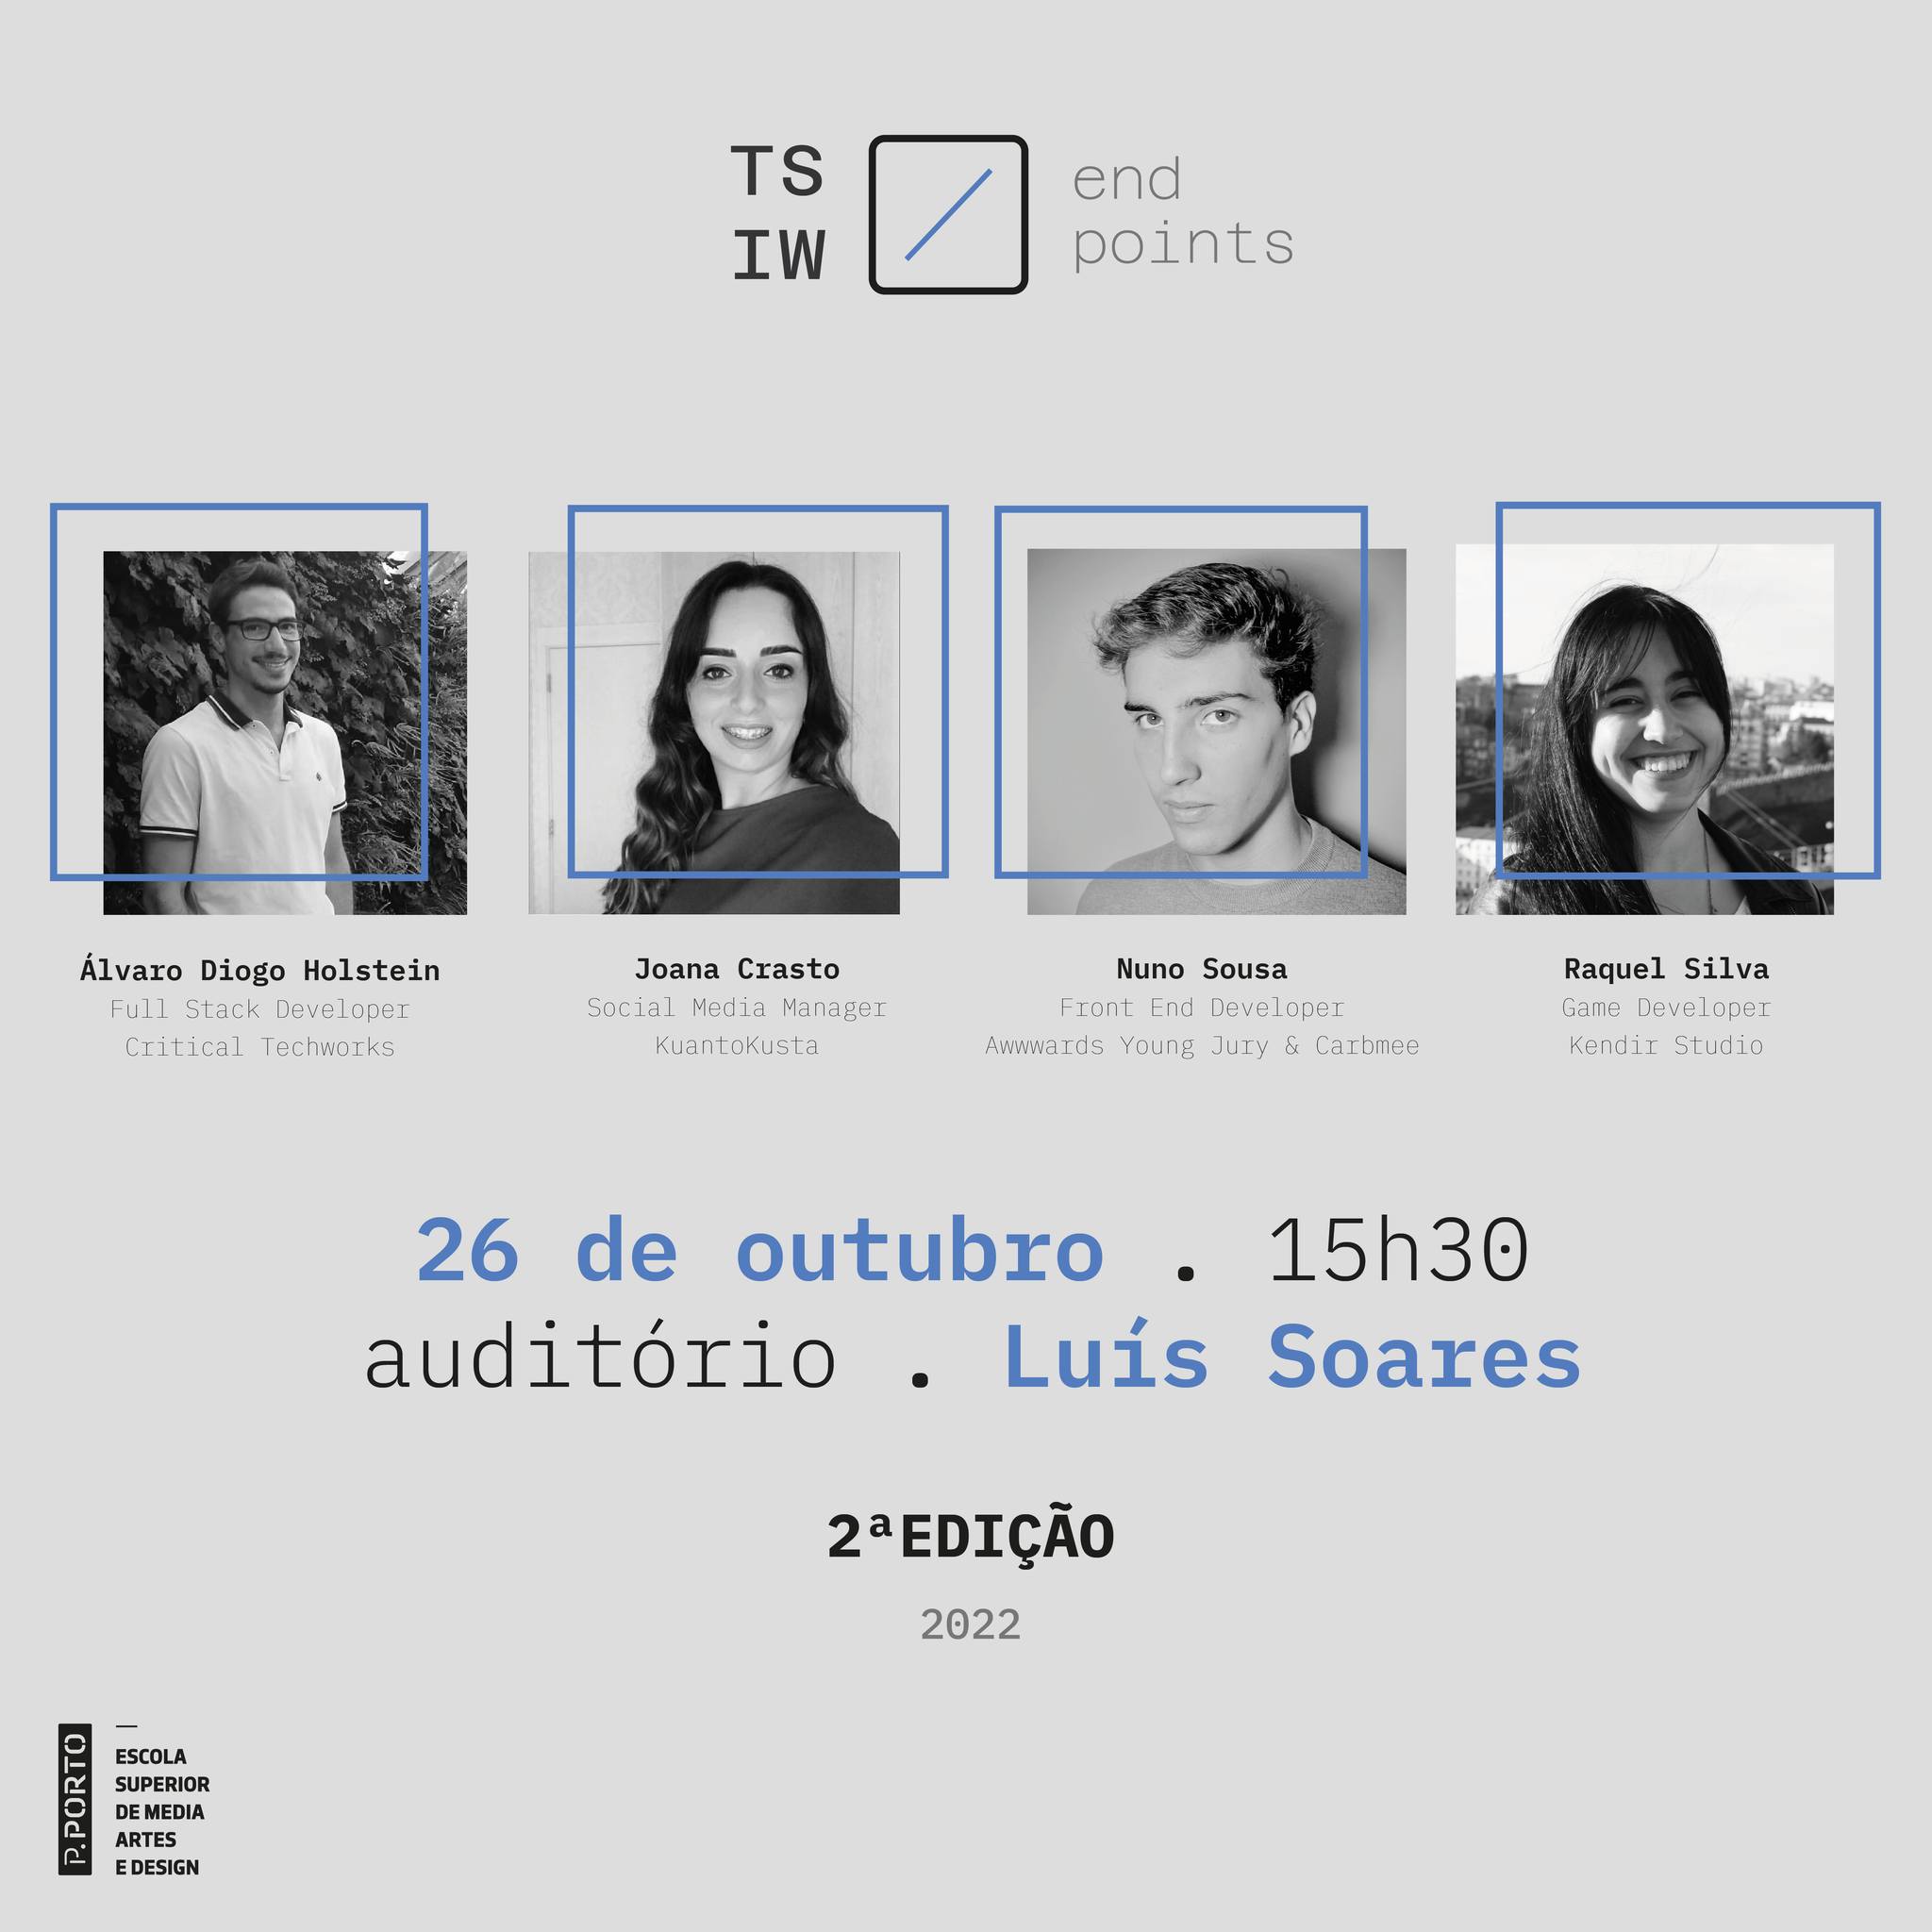 TS
IW
end
points
Álvaro Diogo Holstein
Full Stack Developer
Critical Techworks
Joana Crasto
Social Media Manager
KuantoKusta
Nuno Sousa
Front End Developer
Awwwards Young Jury & Carbmee
Raquel Silva
Game Developer
Kendir Studio
26 de outubro . 15h30
auditório . Luís Soares
2ªEDIÇÃO
2022
P.PORTO
ESCOLA
SUPERIOR
DE MEDIA
ARTES
E DESIGN